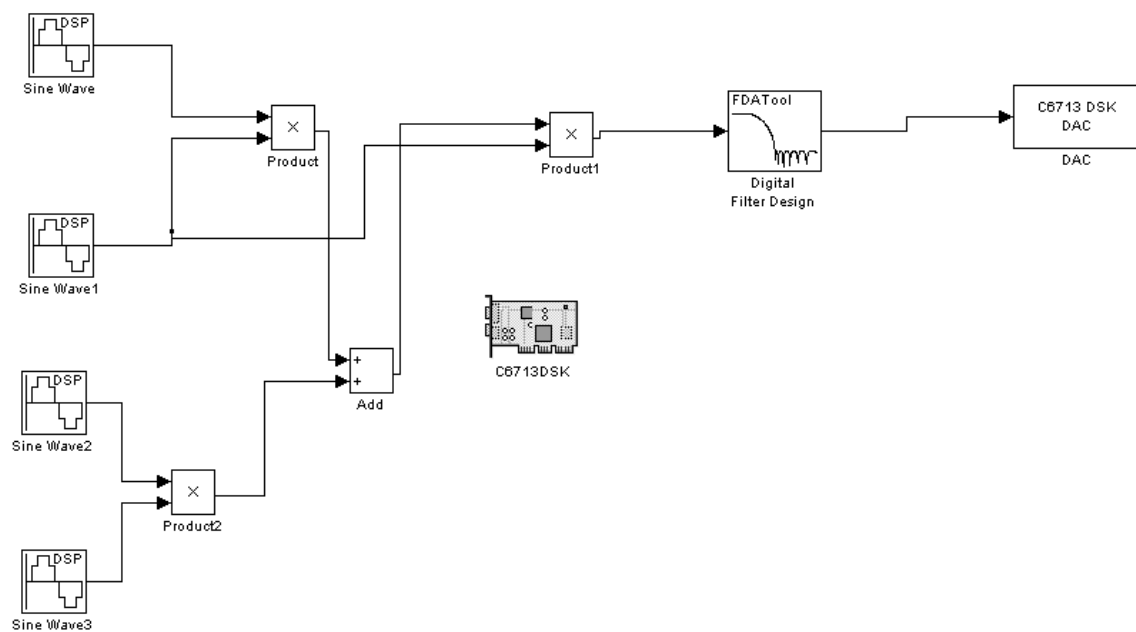 DSP
Sine Wave
×
Product
DSP
Sine Wave1
×
Product1
FDATool
Digital
Filter Design
C6713 DSK
DAC
DAC
C6713DSK
+
+
Add
DSP
Sine Wave2
×
Product2
DSP
Sine Wave3